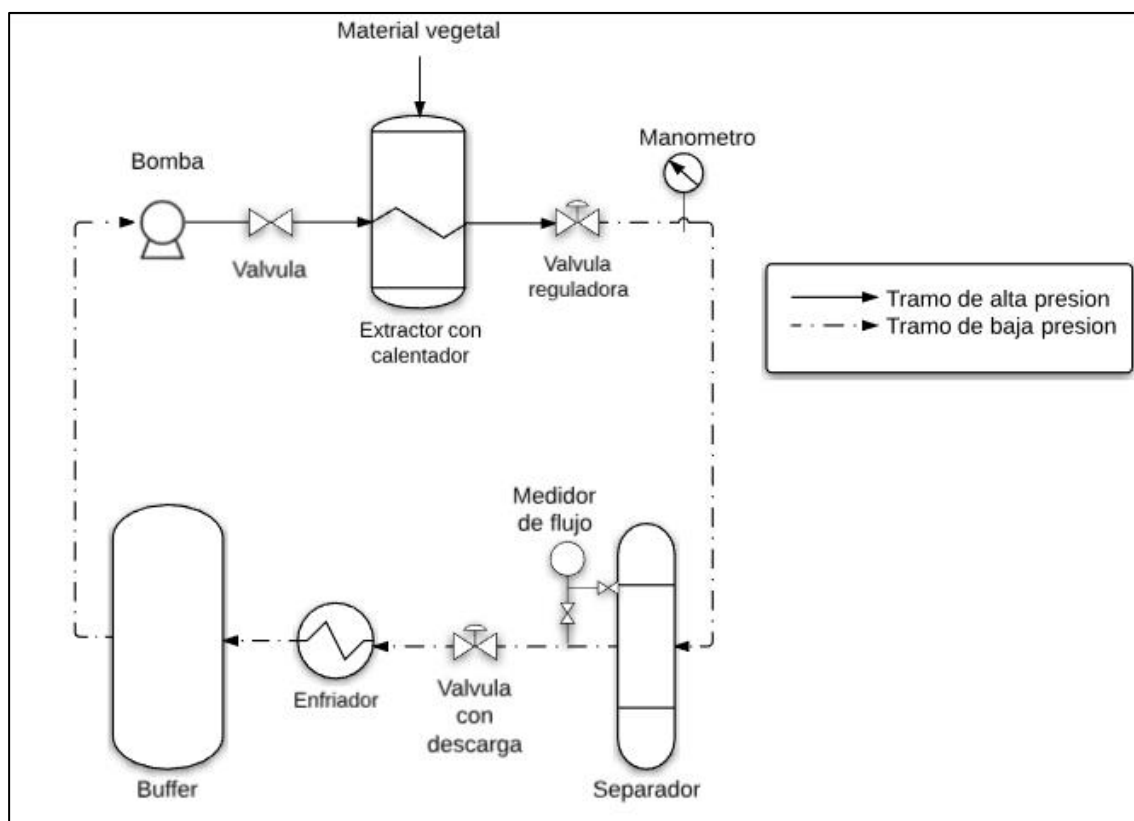 Material vegetal
Manometro
Bomba
Valvula
Valvula
reguladora
Extractor con
calentador
Tramo de alta presion
Tramo de baja presion
Medidor
de flujo
Enfriador
Valvula
con
descarga
Buffer
Separador